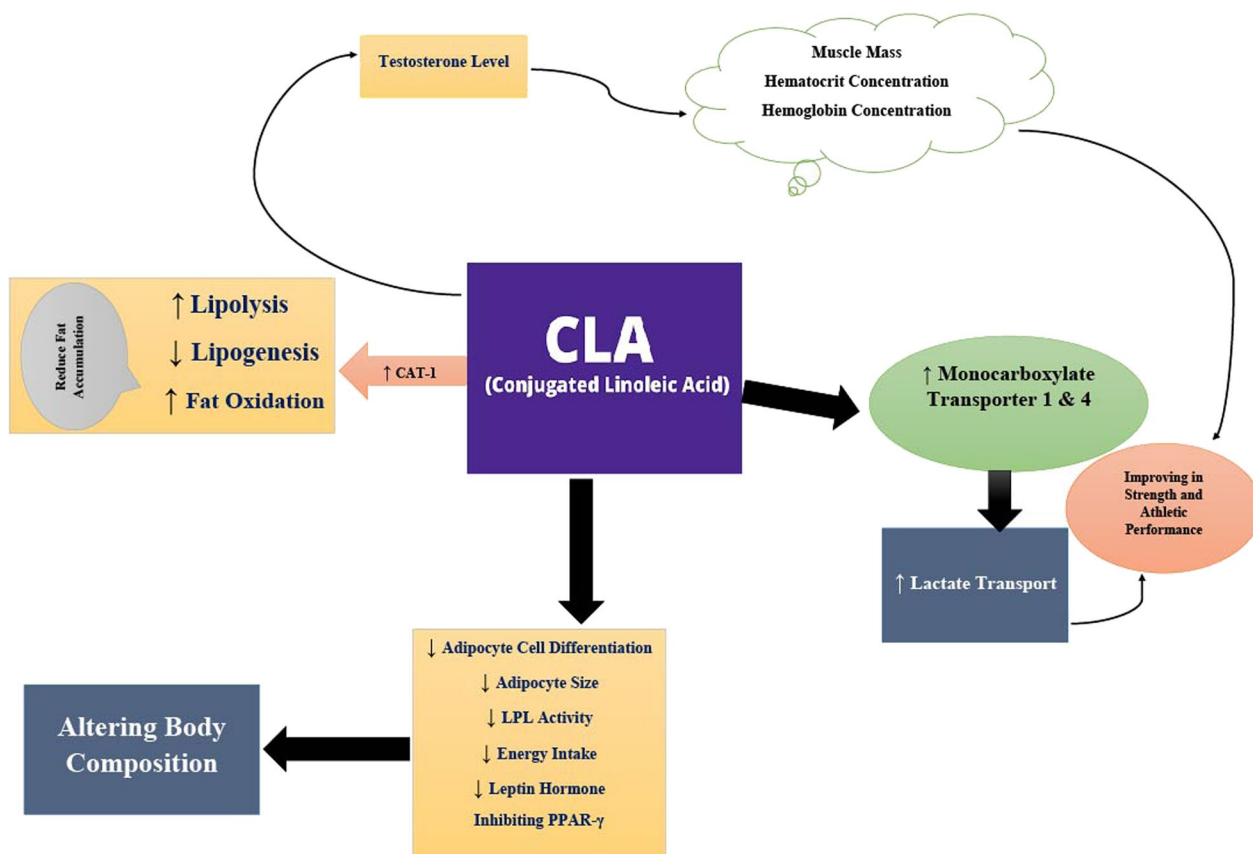 Testosterone Level
Muscle Mass
Hematocrit Concentration
Hemoglobin Concentration
Reduce Fat
Accumulation
↑ Lipolysis
↓ Lipogenesis
↑ Fat Oxidation
↑ CAT-1
CLA
(Conjugated Linoleic Acid)
↑ Monocarboxylate
Transporter 1 & 4
Improving in
Strength and
Athletic
Performance
↑ Lactate Transport
↓ Adipocyte Cell Differentiation
↓ Adipocyte Size
↓ LPL Activity
↓ Energy Intake
↓ Leptin Hormone
Inhibiting PPAR-γ
Altering Body
Composition